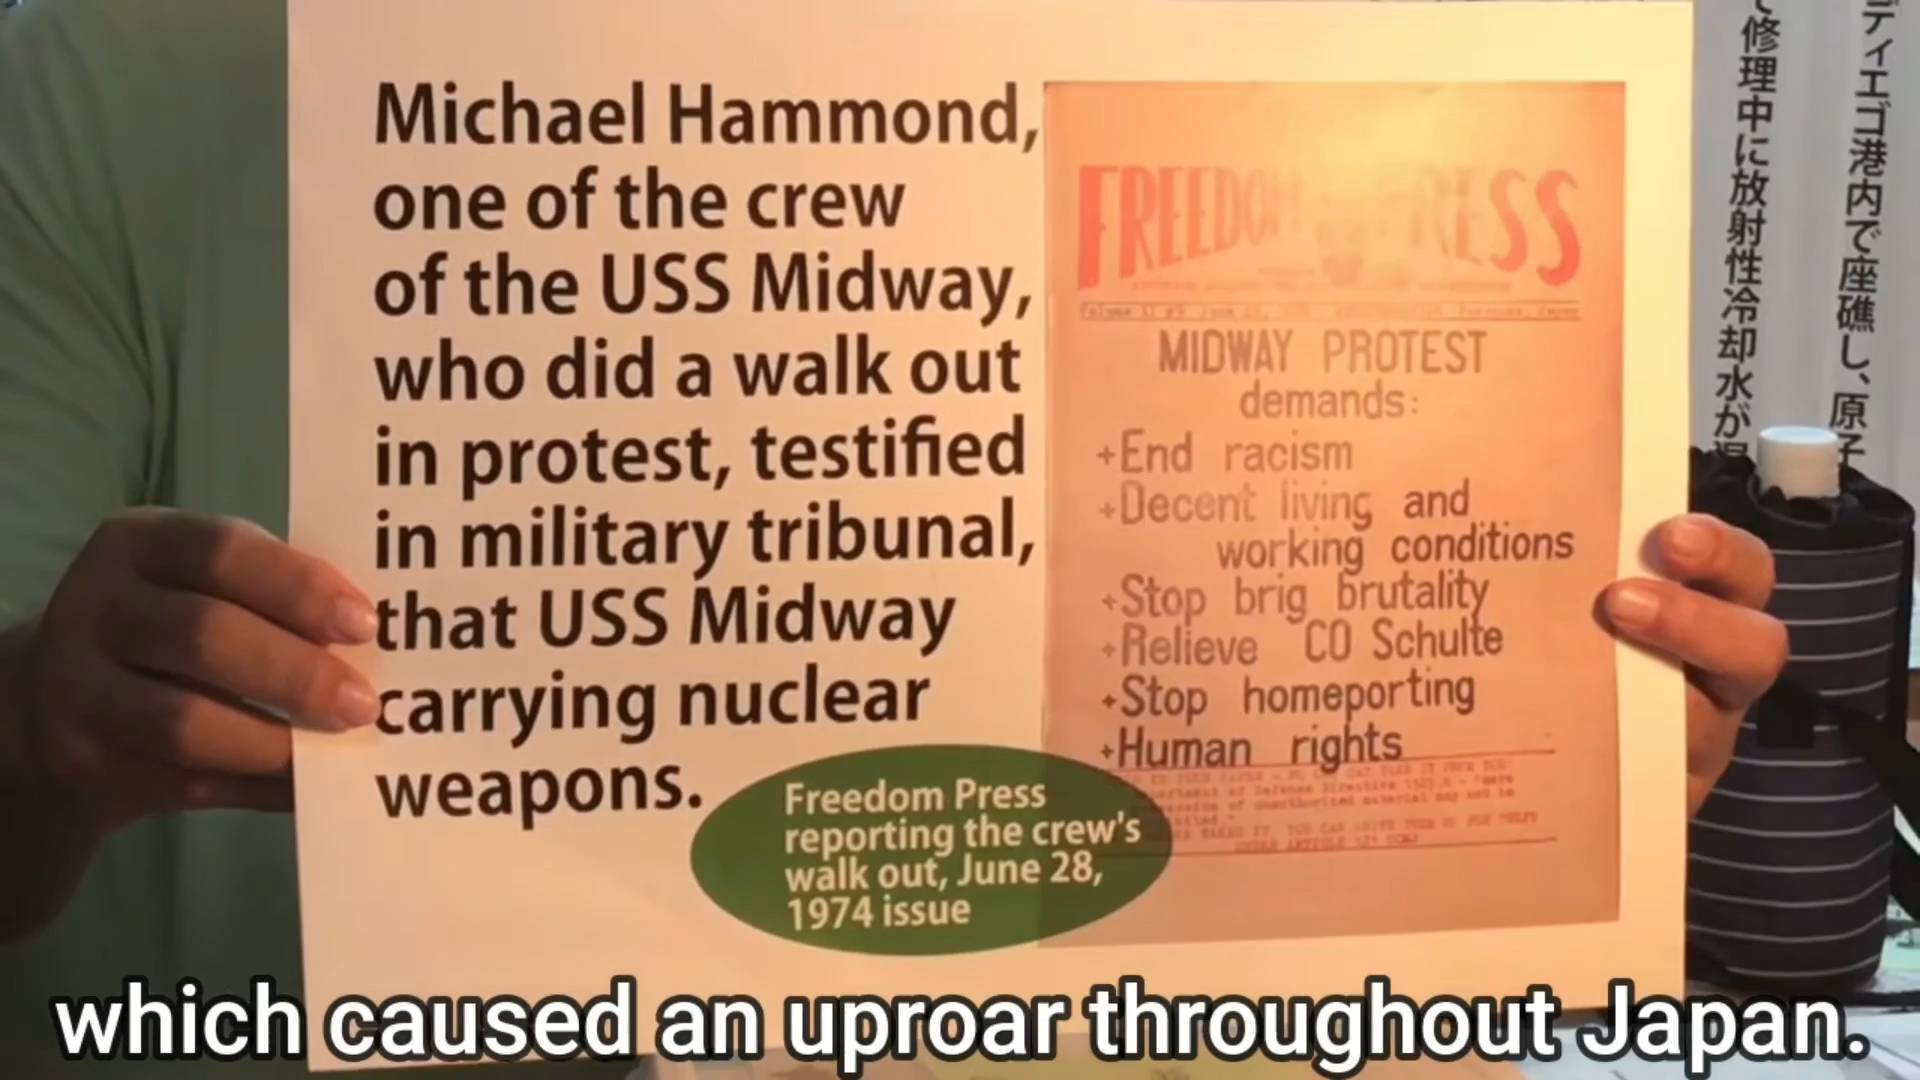 Michael Hammond,
one of the crew
of the USS Midway,
who did a walk out
in protest, testified
in military tribunal,
that USS Midway
carrying nuclear
weapons.
Freedom Press
reporting the crew's
walk out, June 28,
1974 issue
FREEDOM PRESS
MIDWAY PROTEST
demands:
+End racism
+Decent living and
working conditions
+Stop brig brutality
+Relieve CO Schulte
+Stop homeporting
+Human rights
ディエゴ港内で座礁し、原子
で修理中に放射性冷却水が
which caused an uproar throughout Japan.